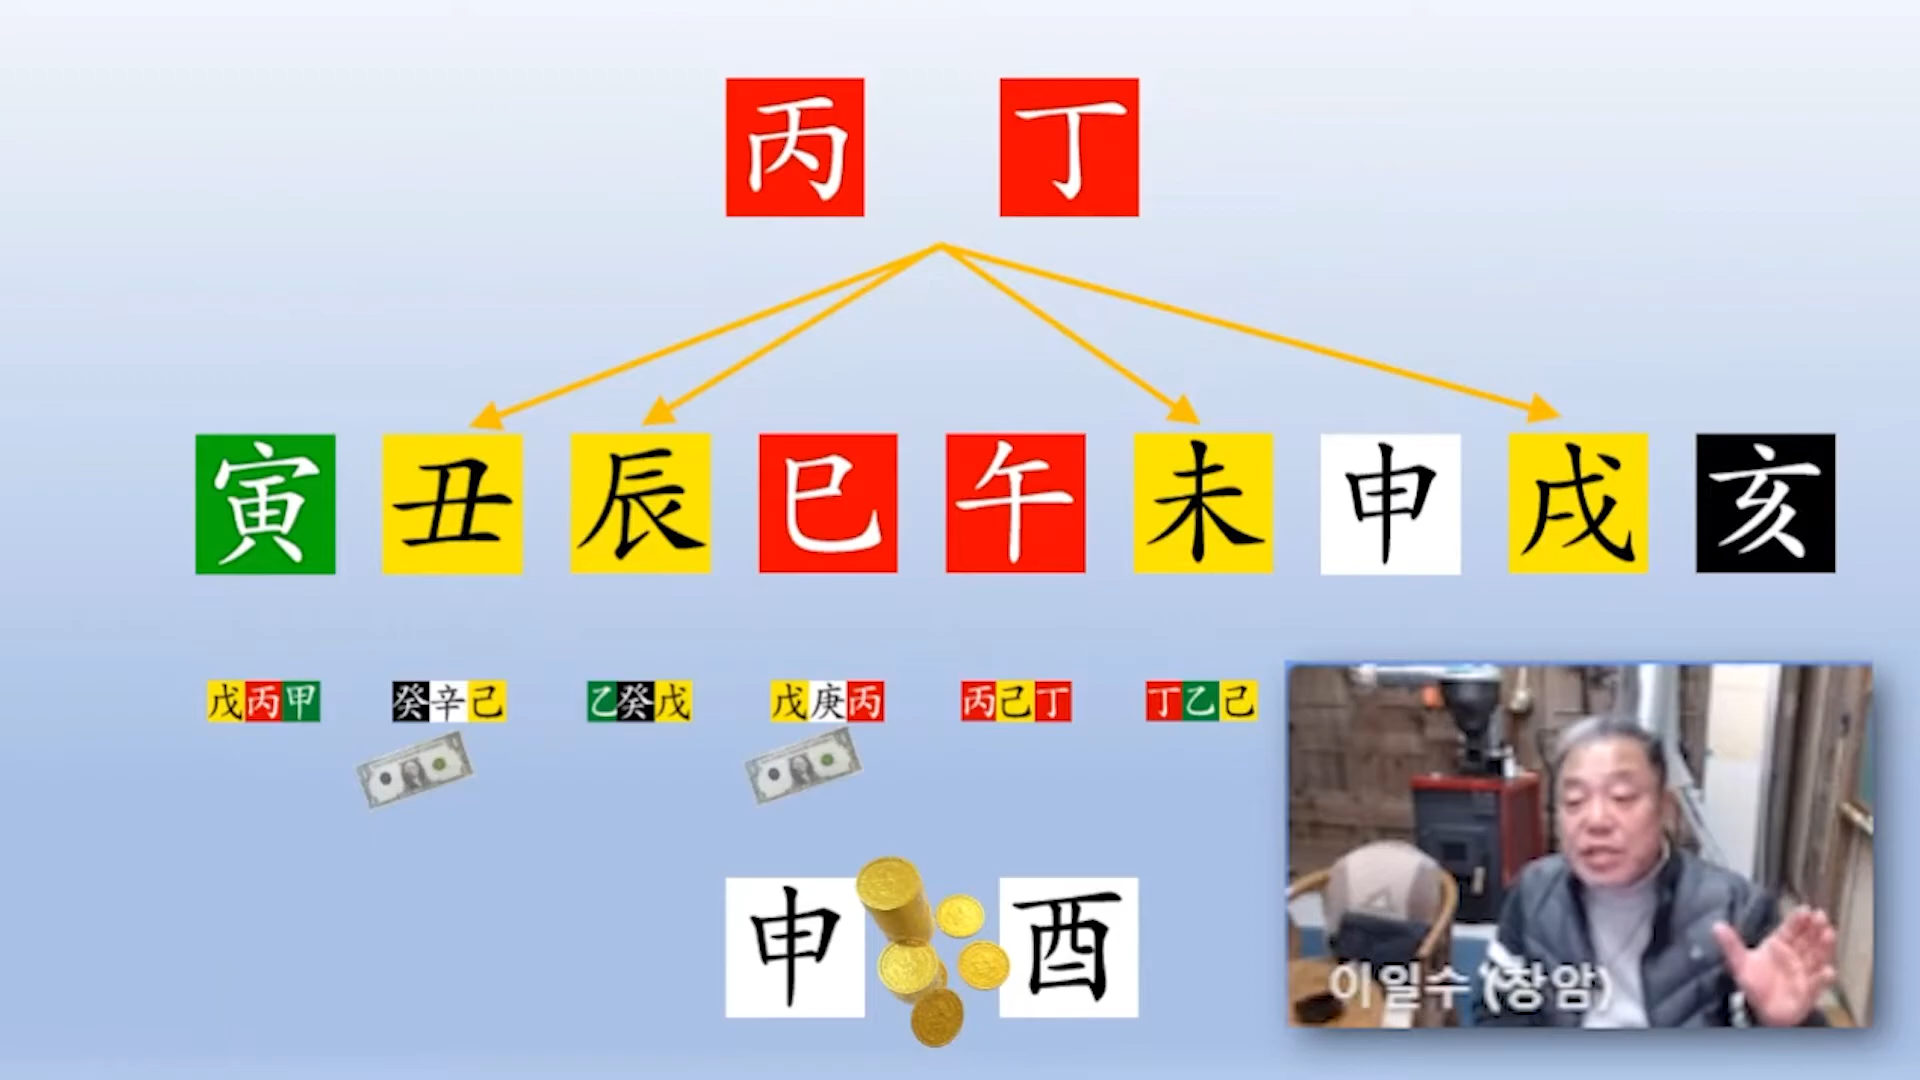 丙 丁
寅 丑 辰 巳 午 未 申 戌 亥
戊丙甲 癸辛己 乙癸戊 戊庚丙 丙己丁 丁乙己
申 酉
이일수 (창암)